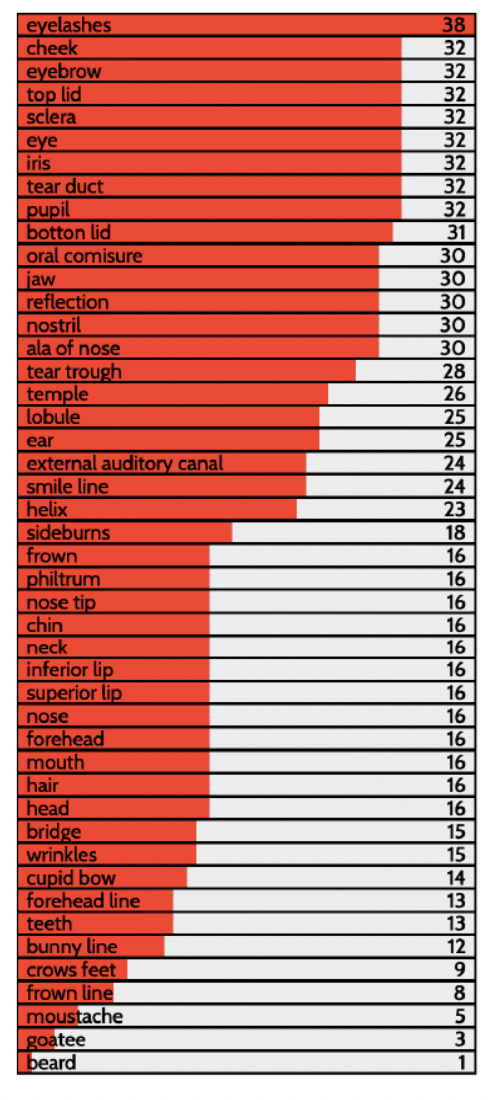 eyelashes 38
cheek 32
eyebrow 32
top lid 32
sclera 32
eye 32
iris 32
tear duct 32
pupil 32
botton lid 31
oral comisure 30
jaw 30
reflection 30
nostril 30
ala of nose 30
tear trough 28
temple 26
lobule 25
ear 25
external auditory canal 24
smile line 24
helix 23
sideburns 18
frown 16
philtrum 16
nose tip 16
chin 16
neck 16
inferior lip 16
superior lip 16
nose 16
forehead 16
mouth 16
hair 16
head 16
bridge 15
wrinkles 15
cupid bow 14
forehead line 13
teeth 13
bunny line 12
crows feet 9
frown line 8
moustache 5
goatee 3
beard 1